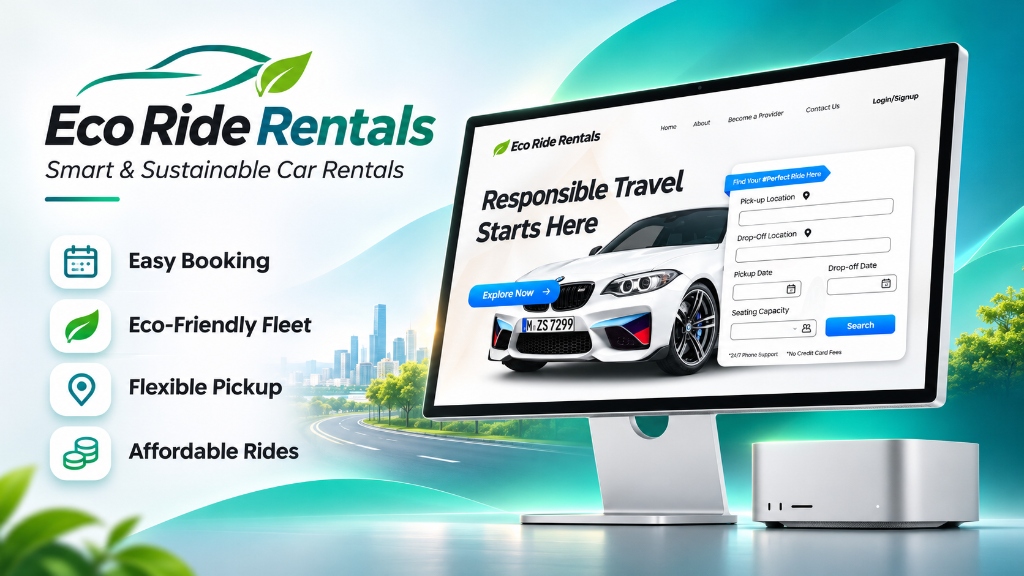 Eco Ride Rentals
Smart & Sustainable Car Rentals
Easy Booking
Eco-Friendly Fleet
Flexible Pickup
Affordable Rides
Eco Ride Rentals
Home
About
Become a Provider
Contact Us
Login/Signup
Responsible Travel
Starts Here
Explore Now
M ZS 7299
Find Your #Perfect Ride Here
Pick-up Location
Drop-Off Location
Pickup Date
Drop-off Date
Seating Capacity
Search
*24/7 Phone Support
*No Credit Card Fees